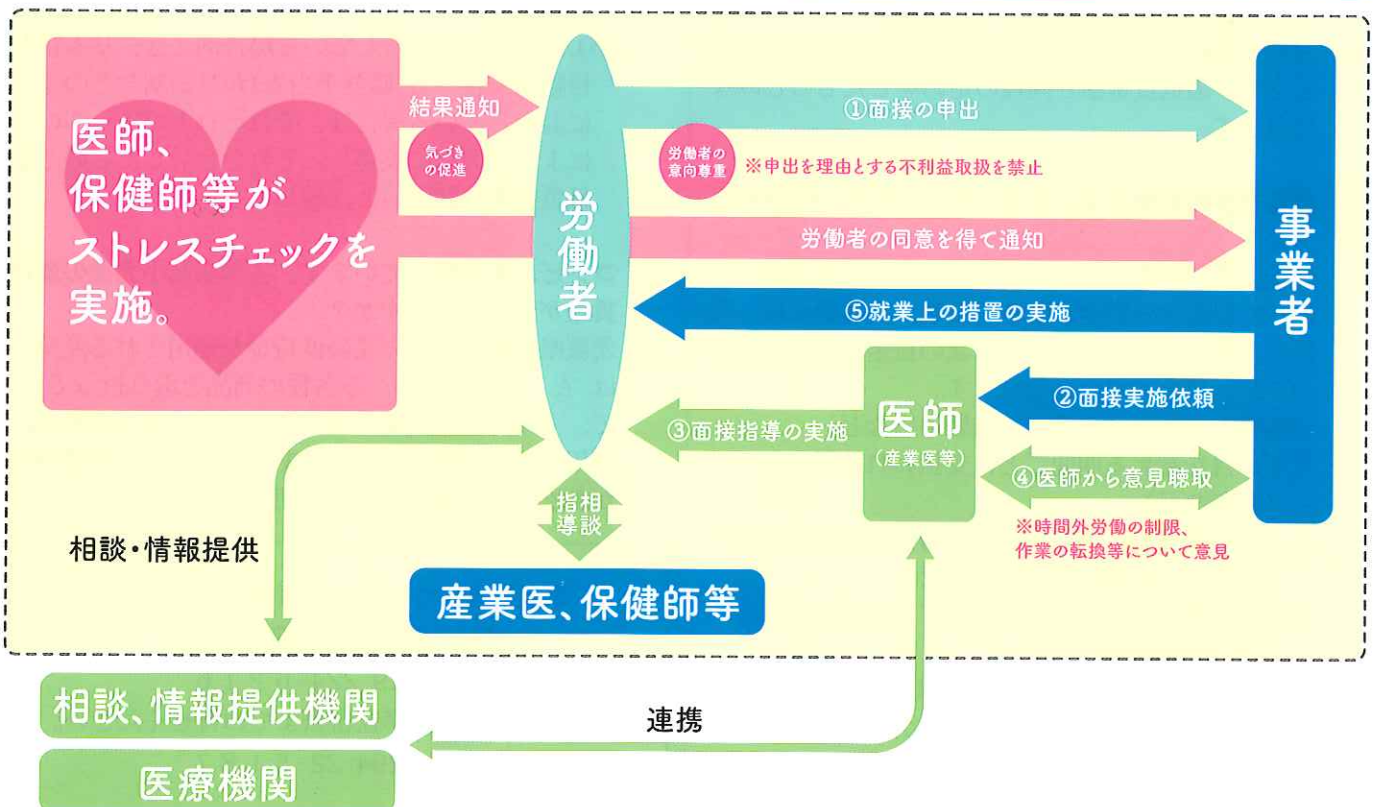 医師、
保健師等が
ストレスチェックを
実施。
結果通知
気づき
の促進
労働者
①面接の申出
労働者の
意向尊重
※申出を理由とする不利益取扱を禁止
労働者の同意を得て通知
⑤就業上の措置の実施
事業者
②面接実施依頼
医師
(産業医等)
③面接指導の実施
④医師から意見聴取
※時間外労働の制限、
作業の転換等について意見
相談
指導
産業医、保健師等
相談・情報提供
相談、情報提供機関
医療機関
連携